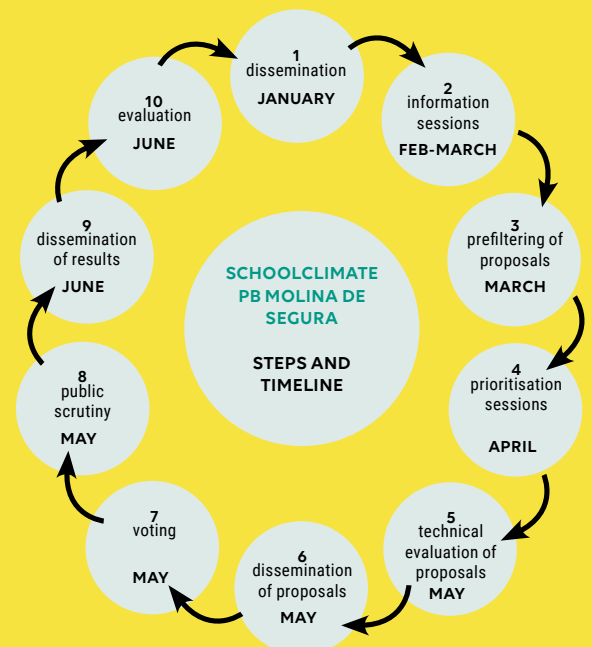 1
dissemination
JANUARY
2
information
sessions
FEB-MARCH
3
prefiltering of
proposals
MARCH
4
prioritisation
sessions
APRIL
5
technical
evaluation of
proposals
MAY
6
dissemination
of proposals
MAY
7
voting
MAY
8
public
scrutiny
MAY
9
dissemination
of results
JUNE
10
evaluation
JUNE
SCHOOLCLIMATE
PB MOLINA DE
SEGURA
STEPS AND
TIMELINE